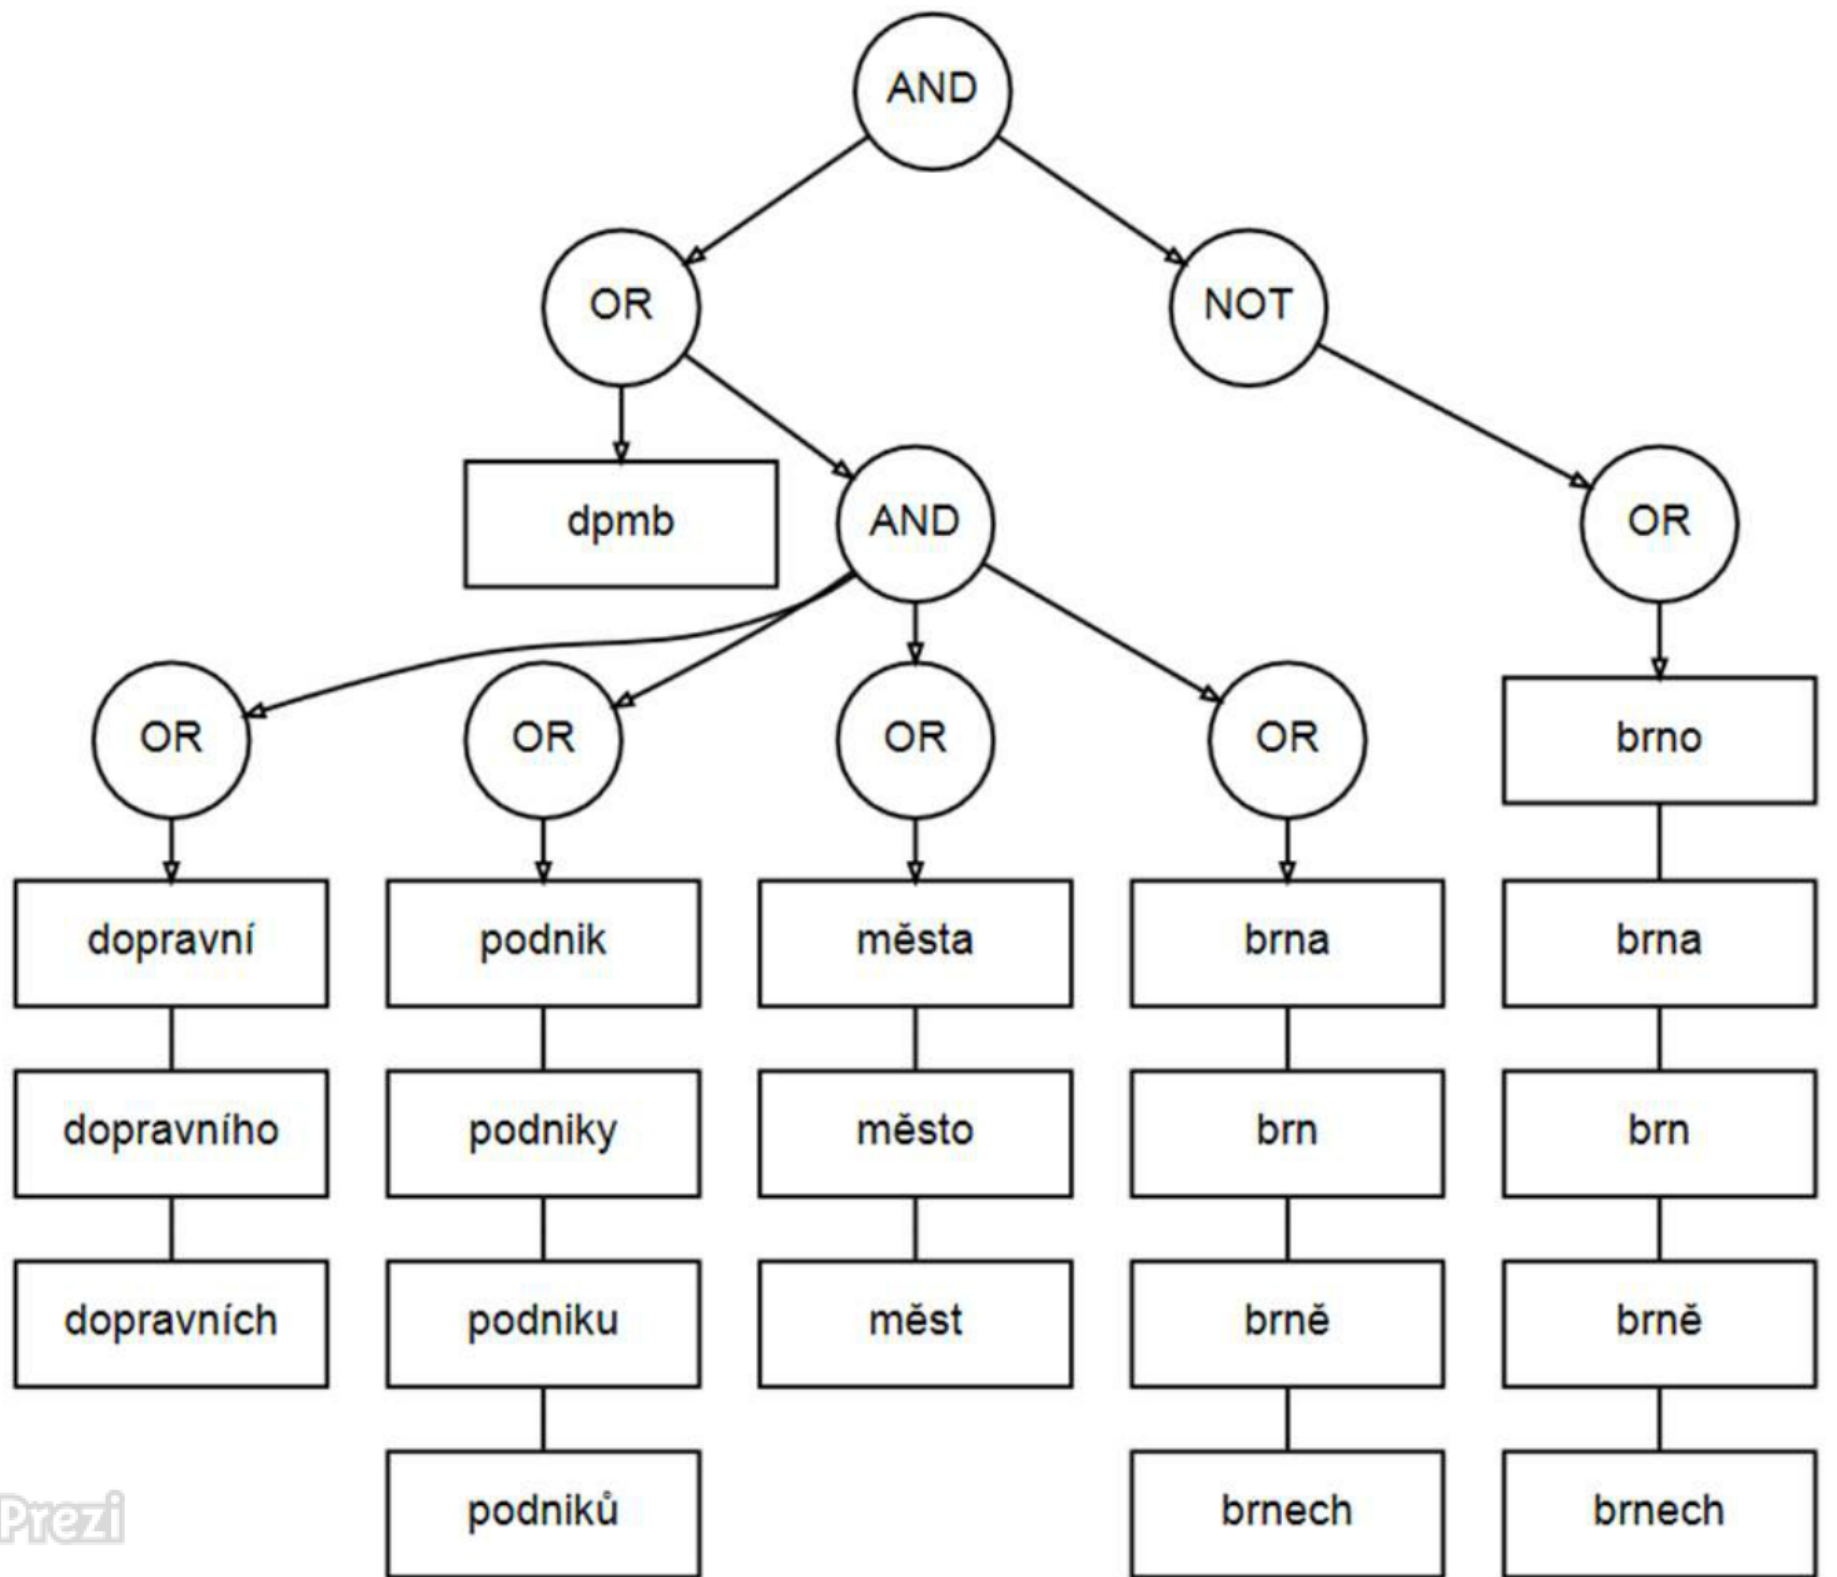 AND
OR
NOT
dpmb
AND
OR
OR
OR
OR
OR
brno
dopravní
podnik
města
brna
brna
dopravního
podniky
město
brn
brn
dopravních
podniku
měst
brně
brně
podniků
brnech
brnech
Prezi